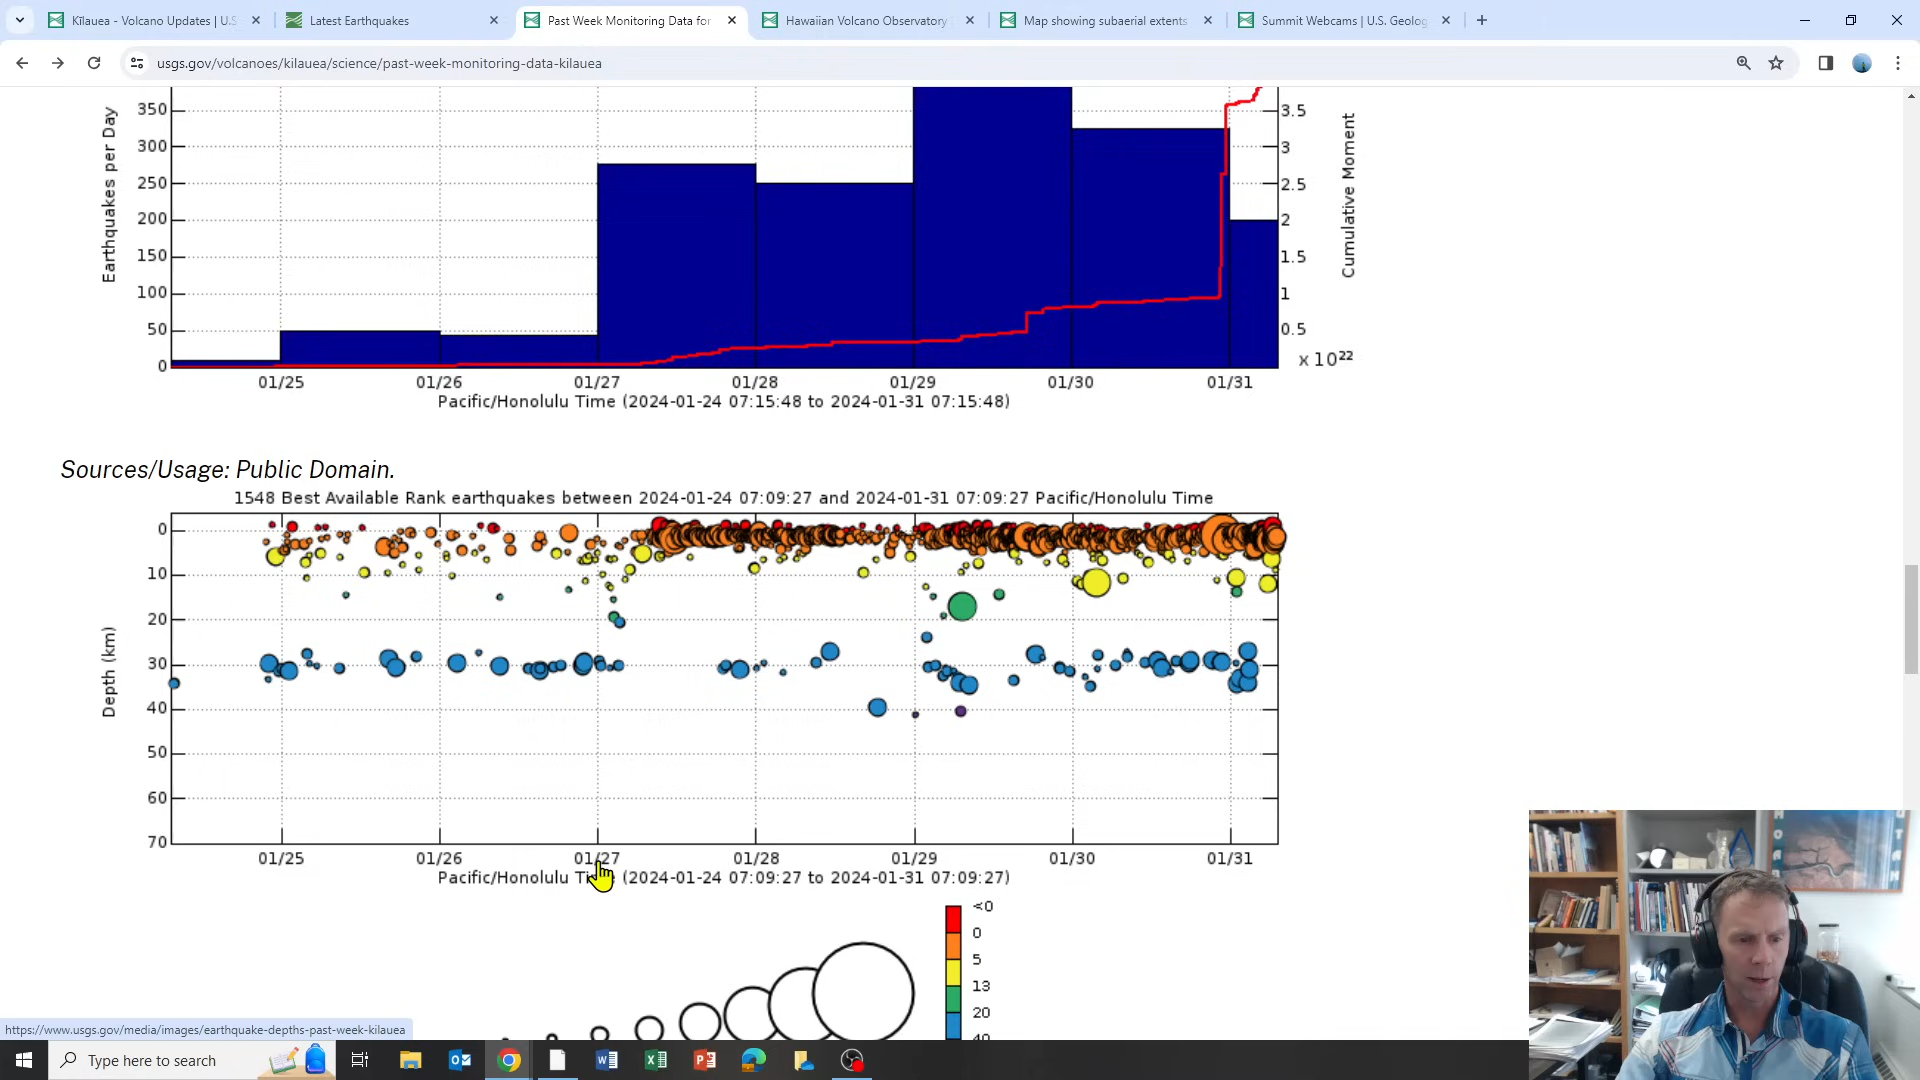 Kīlauea - Volcano Updates | U.S
Latest Earthquakes
Past Week Monitoring Data for
Hawaiian Volcano Observatory
Map showing subaerial extents
Summit Webcams | U.S. Geolog
usgs.gov/volcanoes/kilauea/science/past-week-monitoring-data-kilauea
Earthquakes per Day
350
300
250
200
150
100
50
0
3.5
3
2.5
2
1.5
1
0.5
x 10²²
Cumulative Moment
01/25 01/26 01/27 01/28 01/29 01/30 01/31
Pacific/Honolulu Time (2024-01-24 07:15:48 to 2024-01-31 07:15:48)
Sources/Usage: Public Domain.
1548 Best Available Rank earthquakes between 2024-01-24 07:09:27 and 2024-01-31 07:09:27 Pacific/Honolulu Time
Depth (km)
0
10
20
30
40
50
60
70
01/25 01/26 01/27 01/28 01/29 01/30 01/31
Pacific/Honolulu Time (2024-01-24 07:09:27 to 2024-01-31 07:09:27)
<0
0
5
13
20
40
https://www.usgs.gov/media/images/earthquake-depths-past-week-kilauea
Type here to search